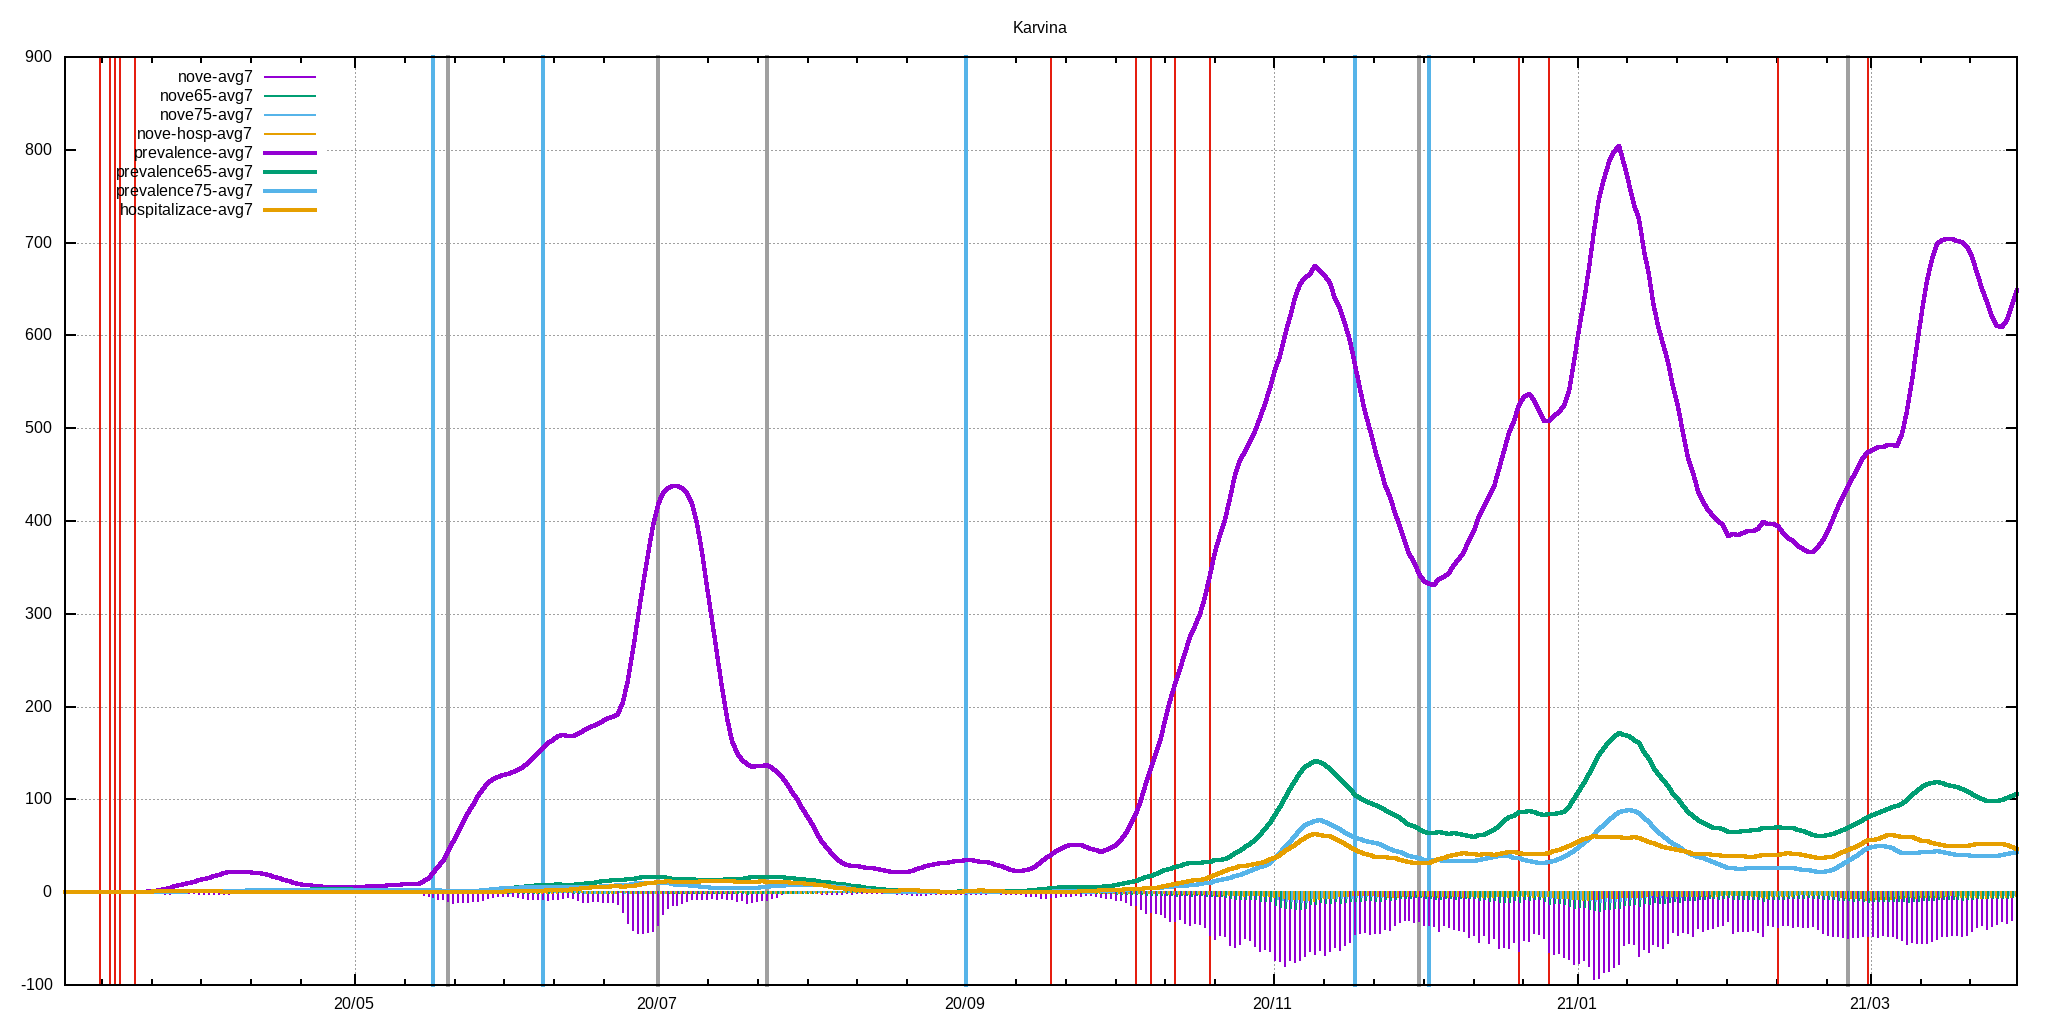 Karvina
900
800
700
600
500
400
300
200
100
0
-100
nove-avg7
nove65-avg7
nove75-avg7
nove-hosp-avg7
prevalence-avg7
prevalence65-avg7
prevalence75-avg7
hospitalizace-avg7
20/05 20/07 20/09 20/11 21/01 21/03